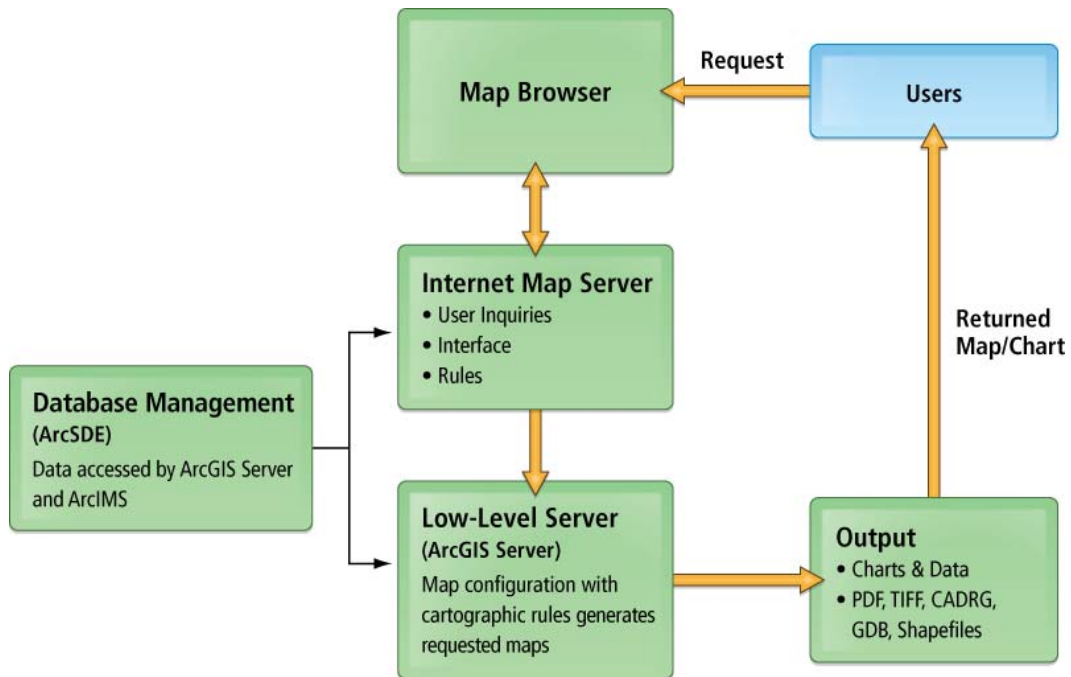 Map Browser
Request
Users
Internet Map Server
• User Inquiries
• Interface
• Rules
Returned
Map/Chart
Database Management
(ArcSDE)
Data accessed by ArcGIS Server
and ArcIMS
Low-Level Server
(ArcGIS Server)
Map configuration with
cartographic rules generates
requested maps
Output
• Charts & Data
• PDF, TIFF, CADRG,
GDB, Shapefiles